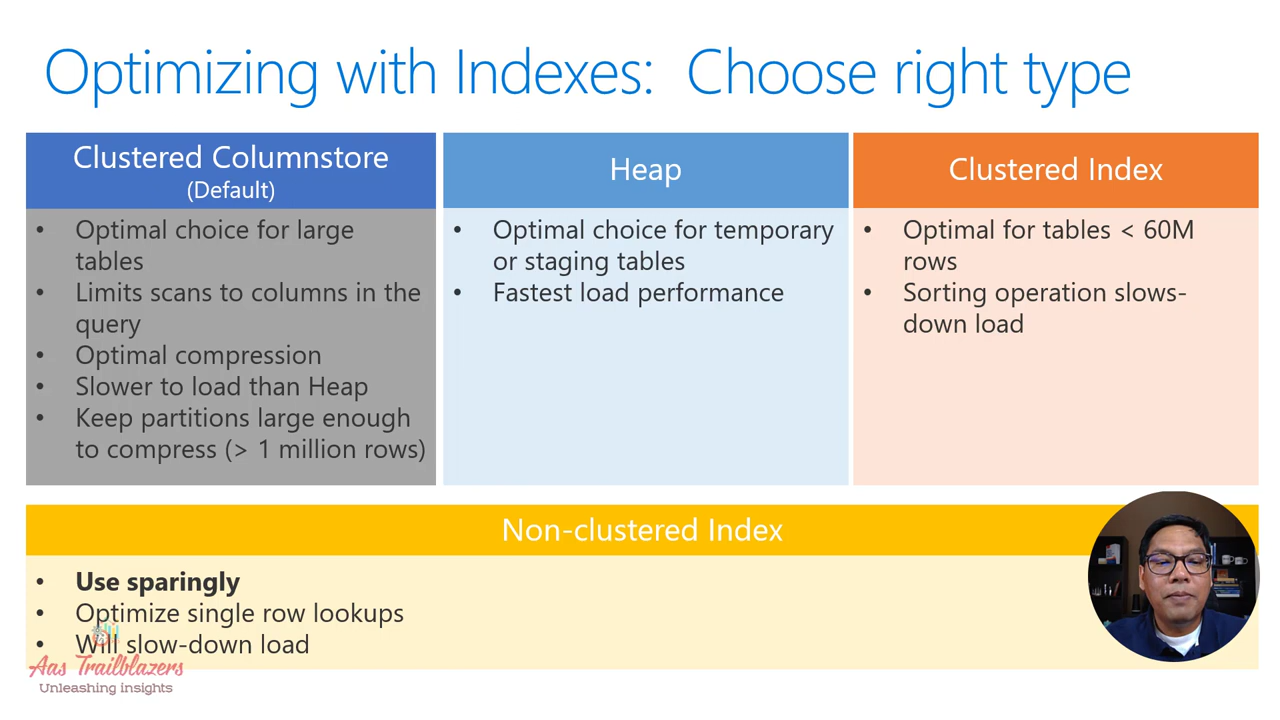 Optimizing with Indexes: Choose right type
Clustered Columnstore
(Default)
• Optimal choice for large
tables
• Limits scans to columns in the
query
• Optimal compression
• Slower to load than Heap
• Keep partitions large enough
to compress (> 1 million rows)
Heap
• Optimal choice for temporary
or staging tables
• Fastest load performance
Clustered Index
• Optimal for tables < 60M
rows
• Sorting operation slows-
down load
Non-clustered Index
• Use sparingly
• Optimize single row lookups
• Will slow-down load
Aas Trailblazers
Unleashing insights